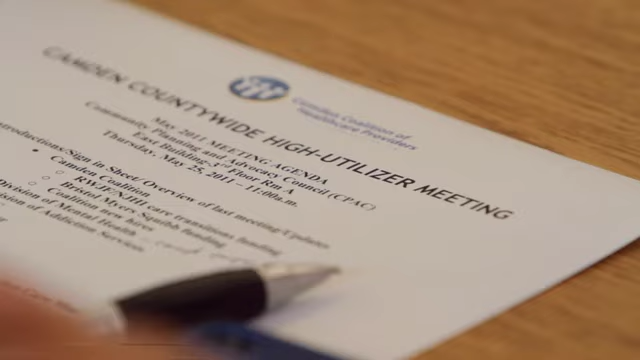 Camden Coalition of
Healthcare Providers
CAMDEN COUNTYWIDE HIGH-UTILIZER MEETING
May 2011 MEETING AGENDA
Community Planning and Advocacy Council (CPAC)
East Building-3rd Floor Rm A
Thursday, May 25, 2011 – 11:00a.m.
Introductions/Sign in Sheet/ Overview of last meeting/Updates
Camden Coalition
RWJF/NJHI care transitions funding
Bristol Myers Squibb funding
Coalition new hires
Division of Mental Health
Division of Addiction Services